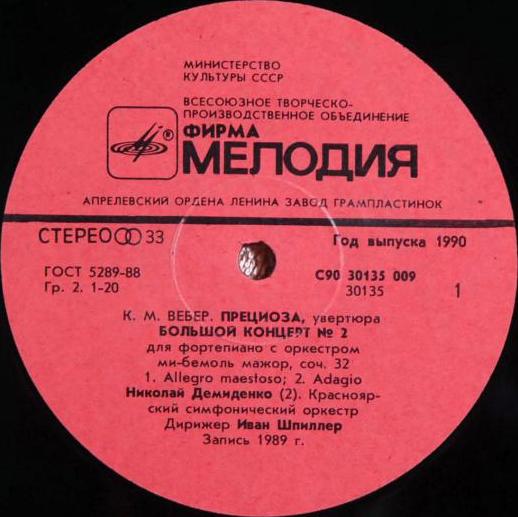 МИНИСТЕРСТВО
КУЛЬТУРЫ СССР
ВСЕСОЮЗНОЕ ТВОРЧЕСКО-
ПРОИЗВОДСТВЕННОЕ ОБЪЕДИНЕНИЕ
®
ФИРМА
МЕЛОДИЯ
АПРЕЛЕВСКИЙ ОРДЕНА ЛЕНИНА ЗАВОД ГРАМПЛАСТИНОК
СТЕРЕО 33
Год выпуска 1990
ГОСТ 5289-88
Гр. 2. 1-20
С90 30135 009
30135
1
К. М. ВЕБЕР. ПРЕЦИОЗА, увертюра
БОЛЬШОЙ КОНЦЕРТ № 2
для фортепиано с оркестром
ми-бемоль мажор, соч. 32
1. Allegro maestoso; 2. Adagio
Николай Демиденко (2). Краснояр-
ский симфонический оркестр
Дирижер Иван Шпиллер
Запись 1989 г.